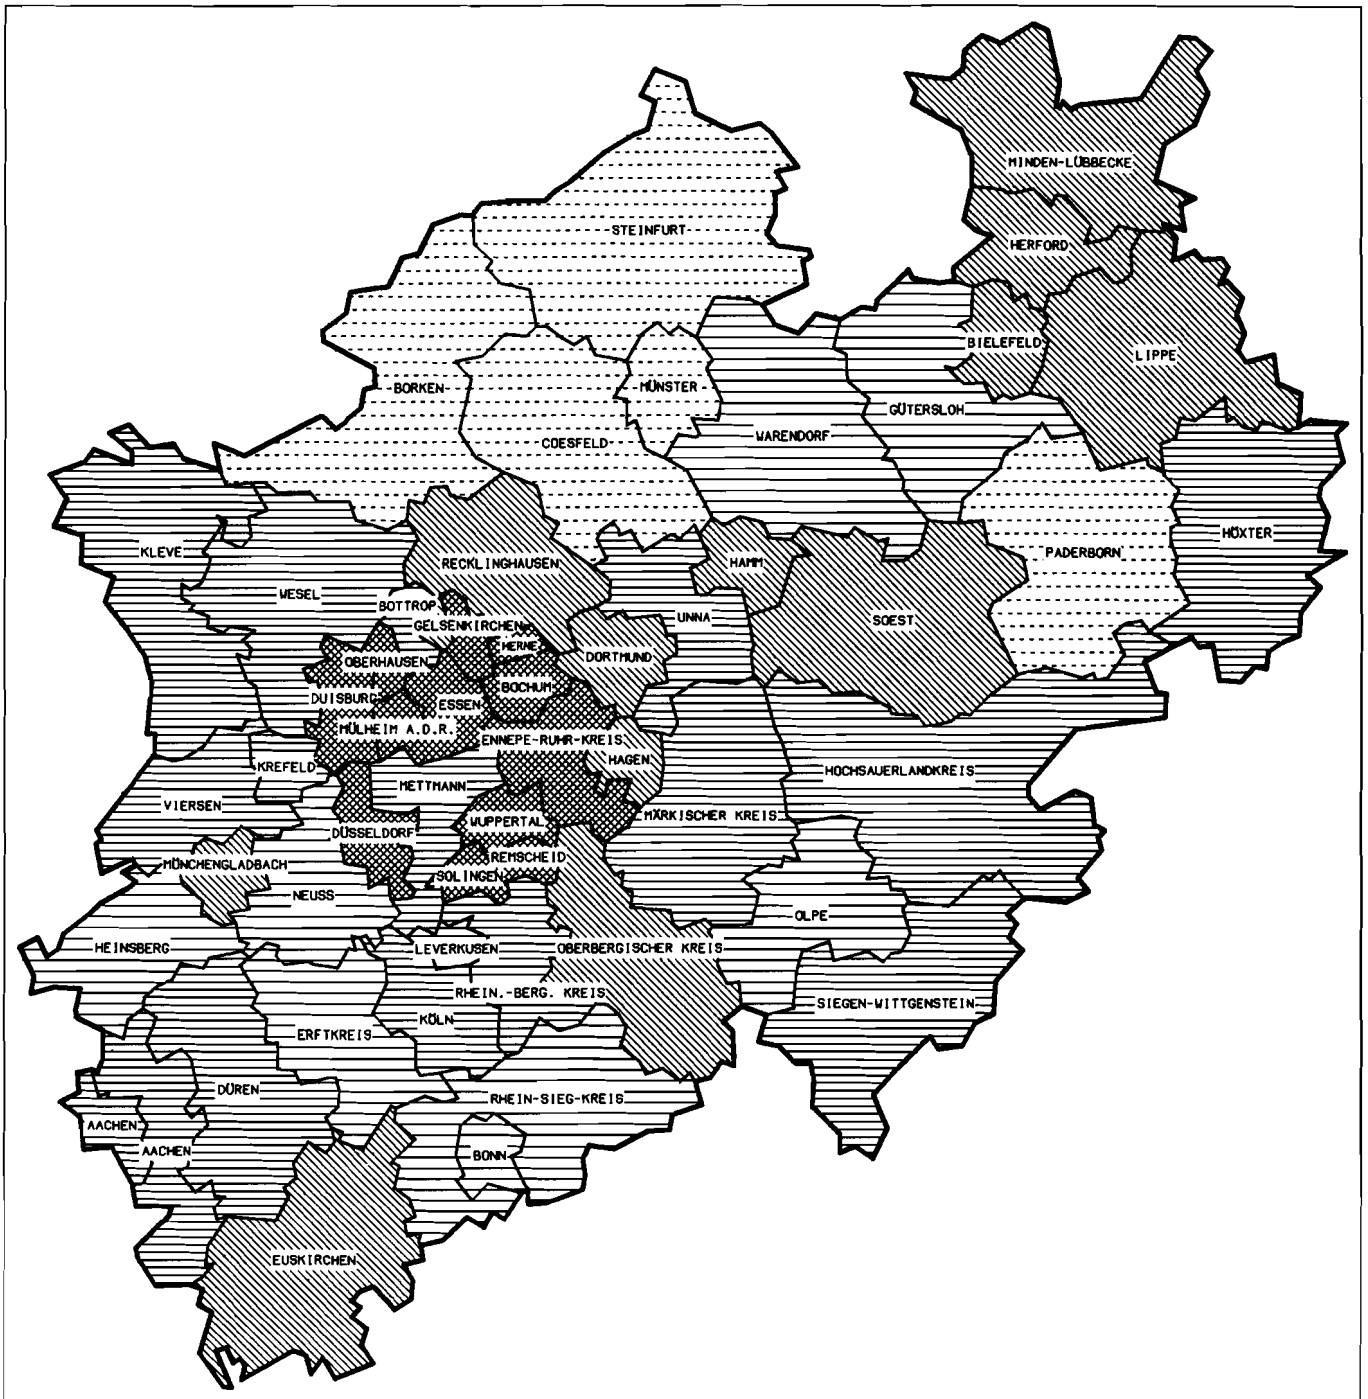 MINDEN-LÜBBECKE
STEINFURT
HERFORD
BIELEFELD
LIPPE
BORKEN
MÜNSTER
GÜTERSLOH
COESFELD
WARENDORF
HÖXTER
KLEVE
PADERBORN
RECKLINGHAUSEN
HAMM
WESEL
BOTTROP
UNNA
SOEST
GELSENKIRCHEN
HERNE
OBERHAUSEN
DORTMUND
DUISBURG
BOCHUM
ESSEN
MÜLHEIM A.D.R.
ENNEPE-RUHR-KREIS
HAGEN
KREFELD
HOCHSAUERLANDKREIS
METTMANN
VIERSEN
MÄRKISCHER KREIS
WUPPERTAL
DÜSSELDORF
REMSCHEID
MÜNCHENGLADBACH
SOLINGEN
NEUSS
OLPE
HEINSBERG
LEVERKUSEN
OBERBERGISCHER KREIS
RHEIN.-BERG. KREIS
SIEGEN-WITTGENSTEIN
KÖLN
ERFTKREIS
DÜREN
RHEIN-SIEG-KREIS
AACHEN
AACHEN
BONN
EUSKIRCHEN